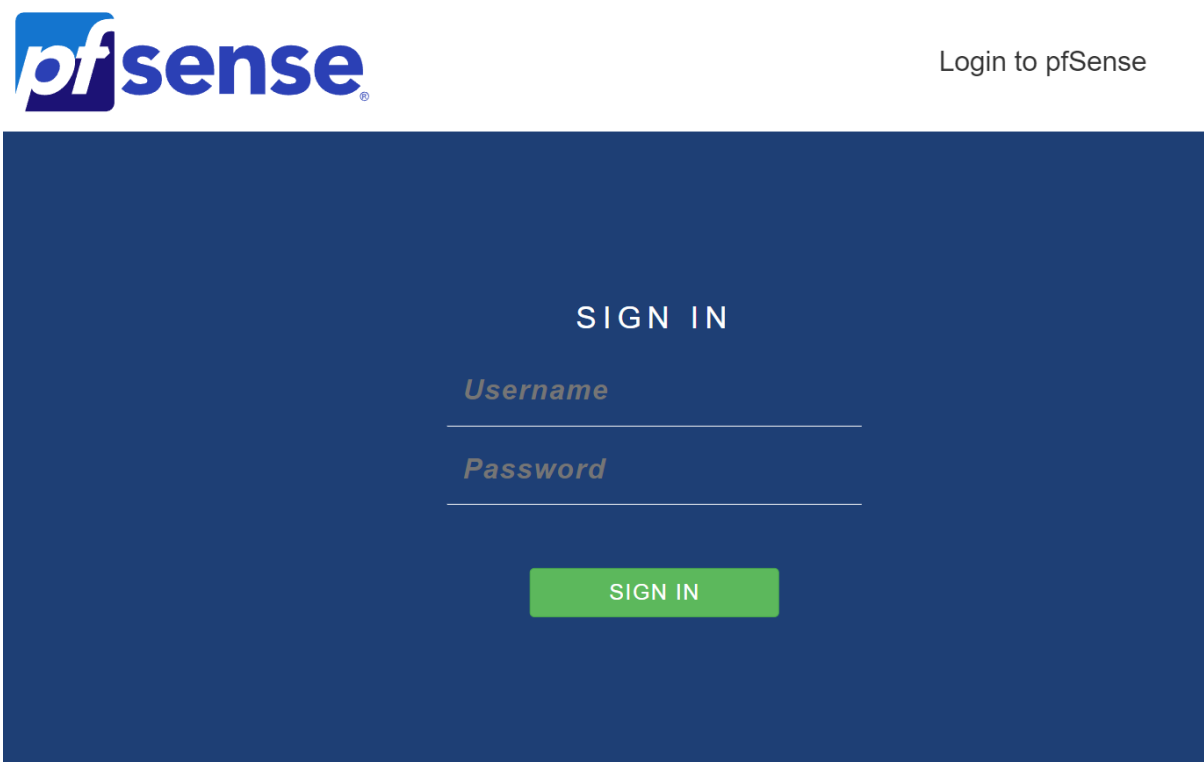 pfsense®
Login to pfSense
SIGN IN
Username
Password
SIGN IN